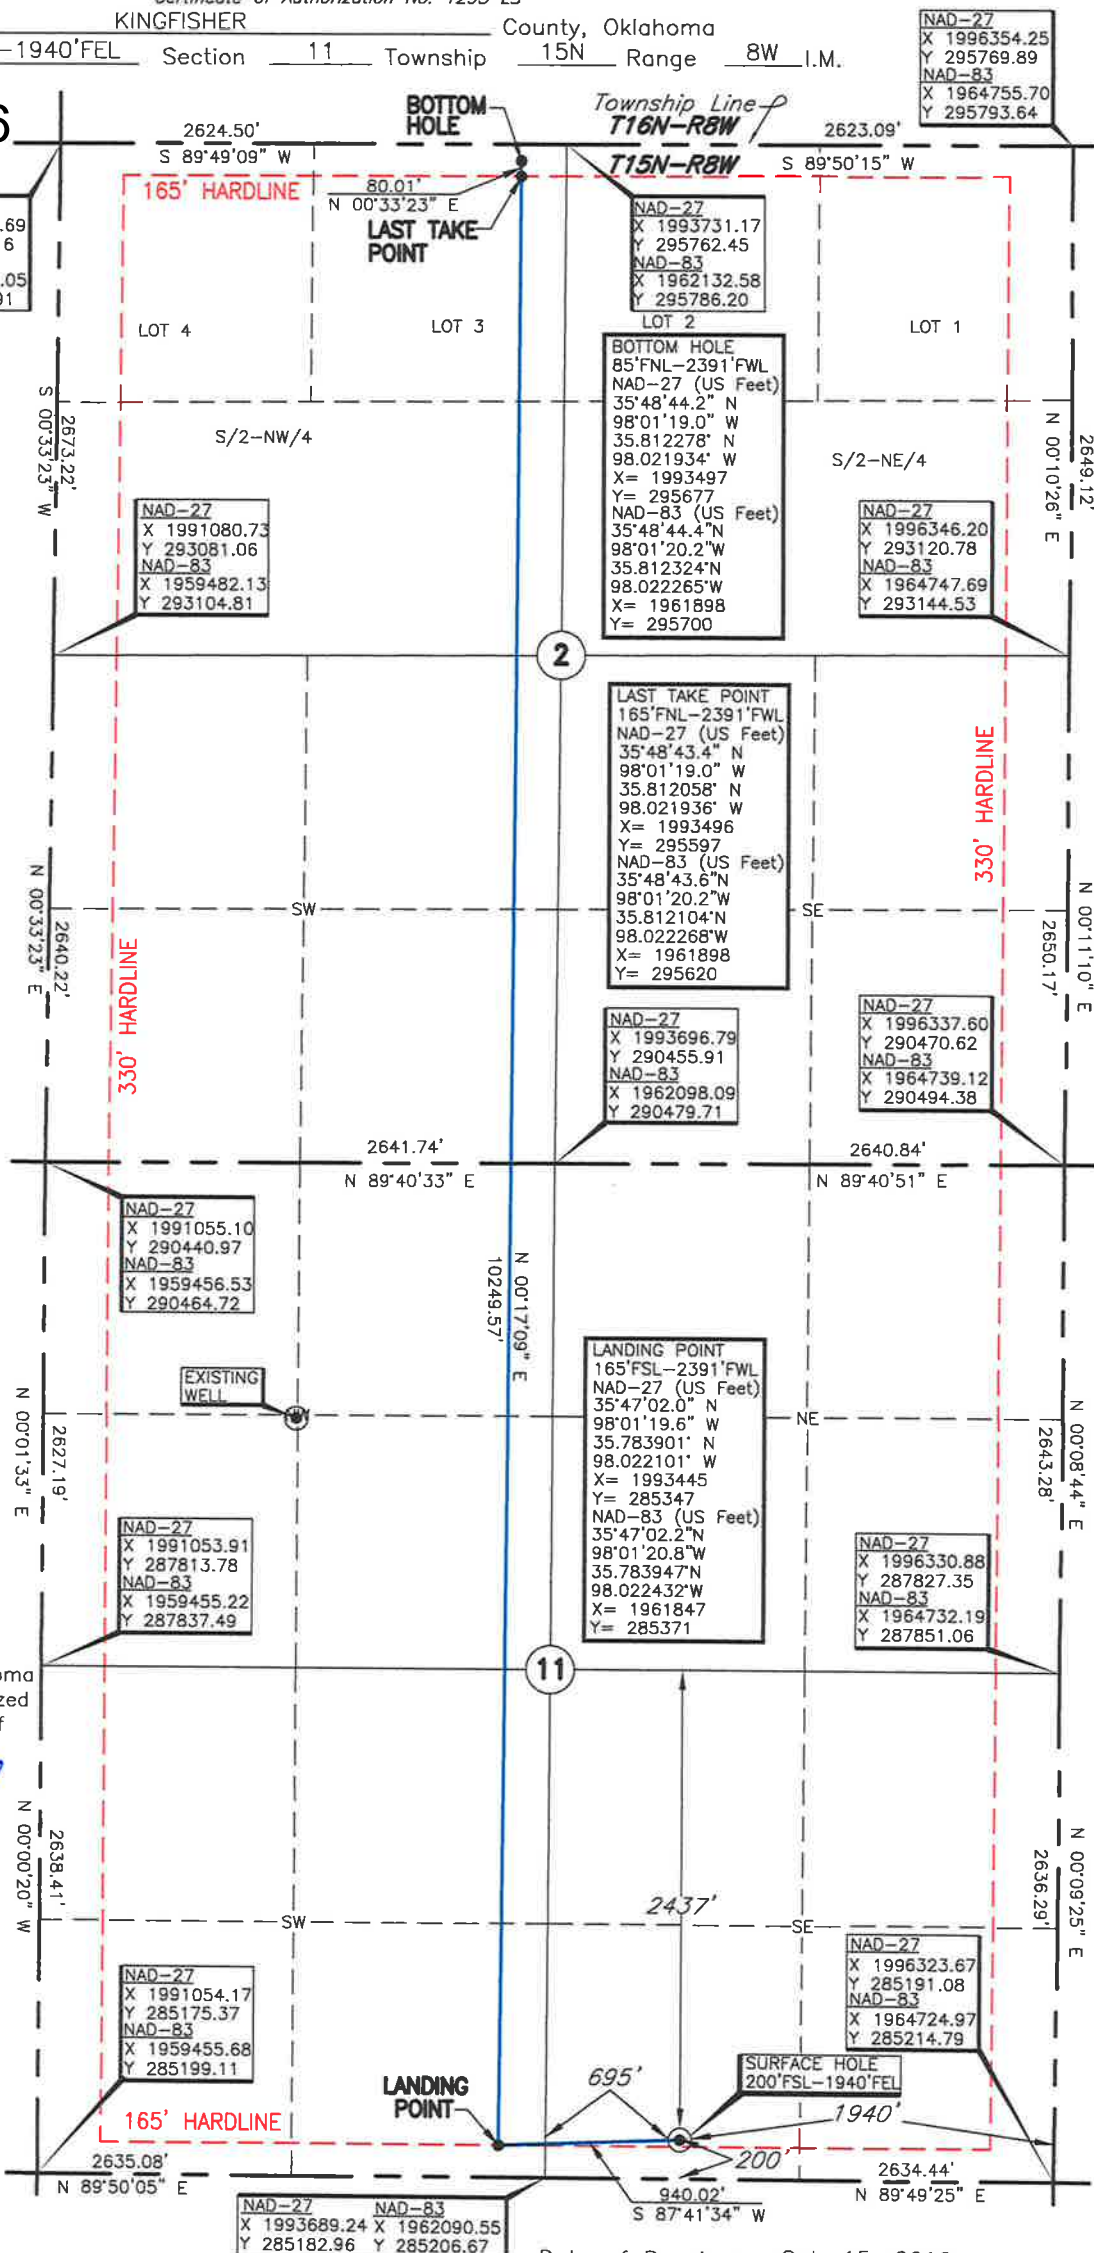 Certificate of Authorization No. 1293 LS
KINGFISHER County, Oklahoma
-1940'FEL Section 11 Township 15N Range 8W I.M.
6
NAD-27
X 1996354.25
Y 295769.89
NAD-83
X 1964755.70
Y 295793.64
BOTTOM
HOLE
Township Line
T16N-R8W
T15N-R8W
2624.50'
S 89°49'09" W
2623.09'
S 89°50'15" W
165' HARDLINE
80.01'
N 00°33'23" E
LAST TAKE
POINT
.69
6
.05
91
NAD-27
X 1993731.17
Y 295762.45
NAD-83
X 1962132.58
Y 295786.20
LOT 4
LOT 3
LOT 2
LOT 1
BOTTOM HOLE
85'FNL-2391'FWL
NAD-27 (US Feet)
35°48'44.2" N
98°01'19.0" W
35.812278° N
98.021934° W
X= 1993497
Y= 295677
NAD-83 (US Feet)
35°48'44.4"N
98°01'20.2"W
35.812324°N
98.022265°W
X= 1961898
Y= 295700
S 00°33'23" W
2673.22'
S/2-NW/4
S/2-NE/4
2649.12'
N 00°10'26" E
NAD-27
X 1991080.73
Y 293081.06
NAD-83
X 1959482.13
Y 293104.81
NAD-27
X 1996346.20
Y 293120.78
NAD-83
X 1964747.69
Y 293144.53
2
LAST TAKE POINT
165'FNL-2391'FWL
NAD-27 (US Feet)
35°48'43.4" N
98°01'19.0" W
35.812058° N
98.021936° W
X= 1993496
Y= 295597
NAD-83 (US Feet)
35°48'43.6"N
98°01'20.2"W
35.812104°N
98.022268°W
X= 1961898
Y= 295620
330' HARDLINE
N 00°33'23" E
2640.22'
SW
SE
N 00°11'10" E
2650.17'
330' HARDLINE
NAD-27
X 1993696.79
Y 290455.91
NAD-83
X 1962098.09
Y 290479.71
NAD-27
X 1996337.60
Y 290470.62
NAD-83
X 1964739.12
Y 290494.38
2641.74'
N 89°40'33" E
2640.84'
N 89°40'51" E
NAD-27
X 1991055.10
Y 290440.97
NAD-83
X 1959456.53
Y 290464.72
N 00°17'09" E
10249.57'
EXISTING
WELL
LANDING POINT
165'FSL-2391'FWL
NAD-27 (US Feet)
35°47'02.0" N
98°01'19.6" W
35.783901° N
98.022101° W
X= 1993445
Y= 285347
NAD-83 (US Feet)
35°47'02.2"N
98°01'20.8"W
35.783947°N
98.022432°W
X= 1961847
Y= 285371
NE
N 00°01'33" E
2627.19'
N 00°08'44" E
2643.28'
NAD-27
X 1991053.91
Y 287813.78
NAD-83
X 1959455.22
Y 287837.49
NAD-27
X 1996330.88
Y 287827.35
NAD-83
X 1964732.19
Y 287851.06
11
oma
zed
f
N 00°00'20" W
2638.41'
SW
2437'
SE
N 00°09'25" E
2636.29'
NAD-27
X 1991054.17
Y 285175.37
NAD-83
X 1959455.68
Y 285199.11
NAD-27
X 1996323.67
Y 285191.08
NAD-83
X 1964724.97
Y 285214.79
LANDING
POINT
695'
SURFACE HOLE
200'FSL-1940'FEL
1940'
165' HARDLINE
200'
2635.08'
N 89°50'05" E
940.02'
S 87°41'34" W
2634.44'
N 89°49'25" E
NAD-27 NAD-83
X 1993689.24 X 1962090.55
Y 285182.96 Y 285206.67